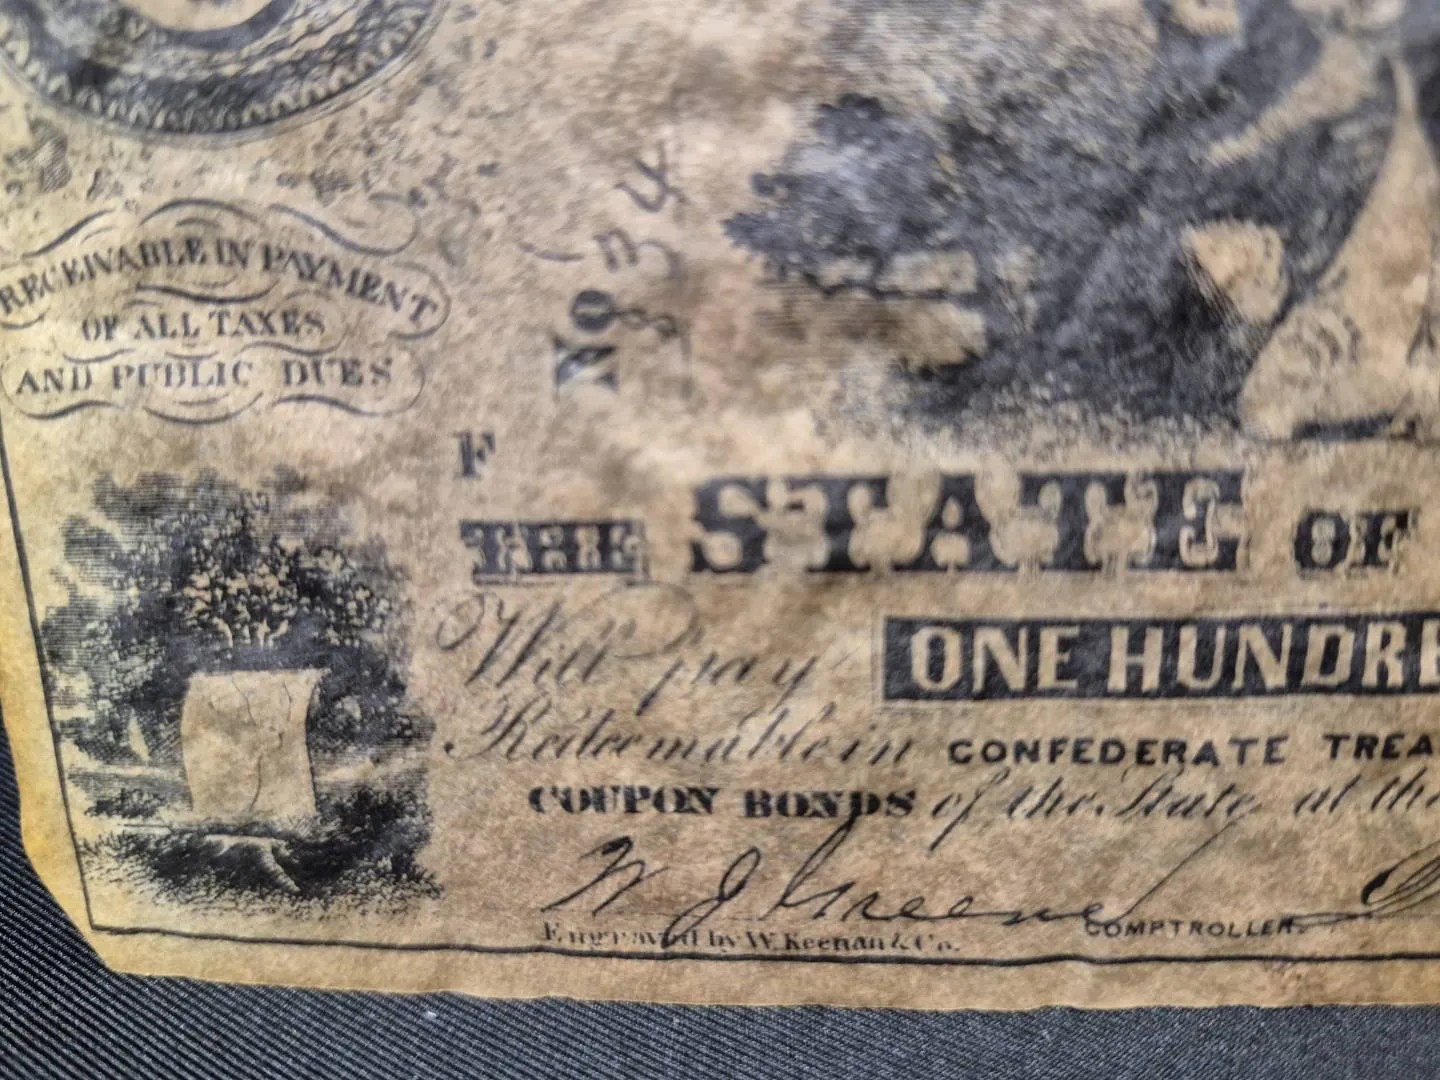 RECEIVABLE IN PAYMENT
OF ALL TAXES
AND PUBLIC DUES
No 34
F
THE STATE OF
Will pay ONE HUNDRE
Redeemable in CONFEDERATE TREA
COUPON BONDS of the State at the
W J Greene COMPTROLLER.
Engraved by W. Keenan & Co.